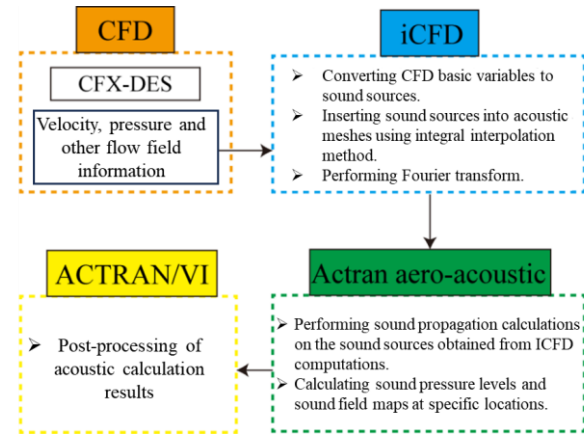 CFD
CFX-DES
Velocity, pressure and
other flow field
information
iCFD
➢ Converting CFD basic variables to
sound sources.
➢ Inserting sound sources into acoustic
meshes using integral interpolation
method.
➢ Performing Fourier transform.
ACTRAN/VI
➢ Post-processing of
acoustic calculation
results
Actran aero-acoustic
➢ Performing sound propagation calculations
on the sound sources obtained from ICFD
computations.
➢ Calculating sound pressure levels and
sound field maps at specific locations.